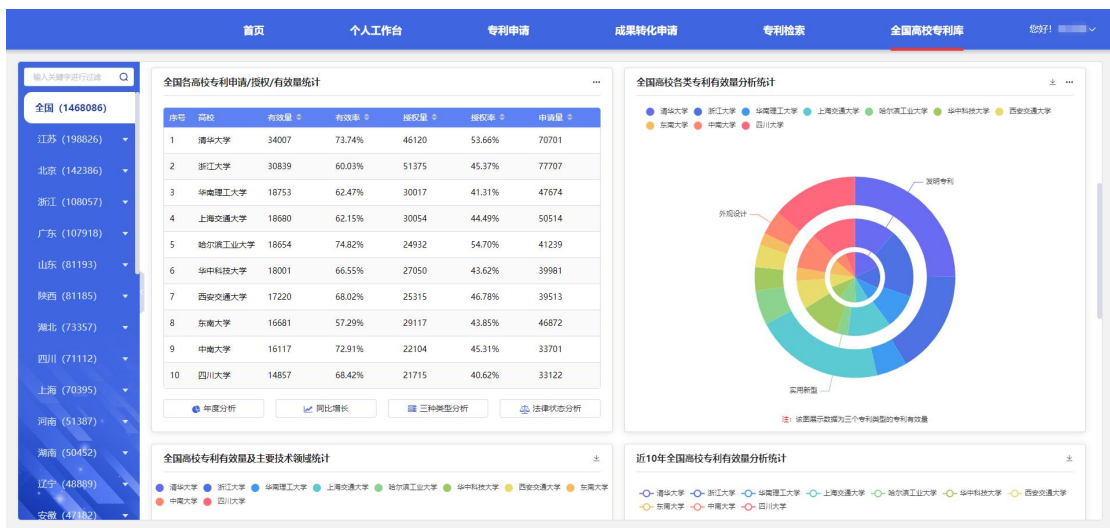 首页 个人工作台 专利申请 成果转化申请 专利检索 全国高校专利库 您好!
输入关键字进行过滤
全国 (1468086)
江苏 (198826)
北京 (142386)
浙江 (108057)
广东 (107918)
山东 (81193)
陕西 (81185)
湖北 (73357)
四川 (71112)
上海 (70395)
河南 (51387)
湖南 (50452)
辽宁 (48889)
安徽 (47182)
全国各高校专利申请/授权/有效量统计
序号 高校 有效量 有效率 授权量 授权率 申请量
1 清华大学 34007 73.74% 46120 53.66% 70701
2 浙江大学 30839 60.03% 51375 45.37% 77707
3 华南理工大学 18753 62.47% 30017 41.31% 47674
4 上海交通大学 18680 62.15% 30054 44.49% 50514
5 哈尔滨工业大学 18654 74.82% 24932 54.70% 41239
6 华中科技大学 18001 66.55% 27050 43.62% 39981
7 西安交通大学 17220 68.02% 25315 46.78% 39513
8 东南大学 16681 57.29% 29117 43.85% 46872
9 中南大学 16117 72.91% 22104 45.31% 33701
10 四川大学 14857 68.42% 21715 40.62% 33122
年度分析 同比增长 三种类型分析 法律状态分析
全国高校各类专利有效量分析统计
清华大学 浙江大学 华南理工大学 上海交通大学 哈尔滨工业大学 华中科技大学 西安交通大学
东南大学 中南大学 四川大学
发明专利
外观设计
实用新型
注: 该图展示数据为三个专利类型的专利有效量
全国高校专利有效量及主要技术领域统计
清华大学 浙江大学 华南理工大学 上海交通大学 哈尔滨工业大学 华中科技大学 西安交通大学 东南大学
中南大学 四川大学
近10年全国高校专利有效量分析统计
清华大学 浙江大学 华南理工大学 上海交通大学 哈尔滨工业大学 华中科技大学 西安交通大学
东南大学 中南大学 四川大学